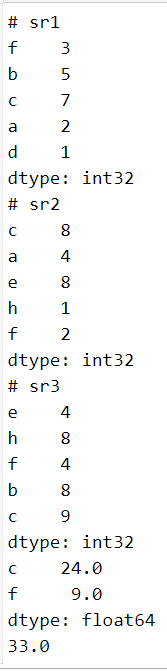 # sr1
f    3
b    5
c    7
a    2
d    1
dtype: int32
# sr2
c    8
a    4
e    8
h    1
f    2
dtype: int32
# sr3
e    4
h    8
f    4
b    8
c    9
dtype: int32
c    24.0
f     9.0
dtype: float64
33.0